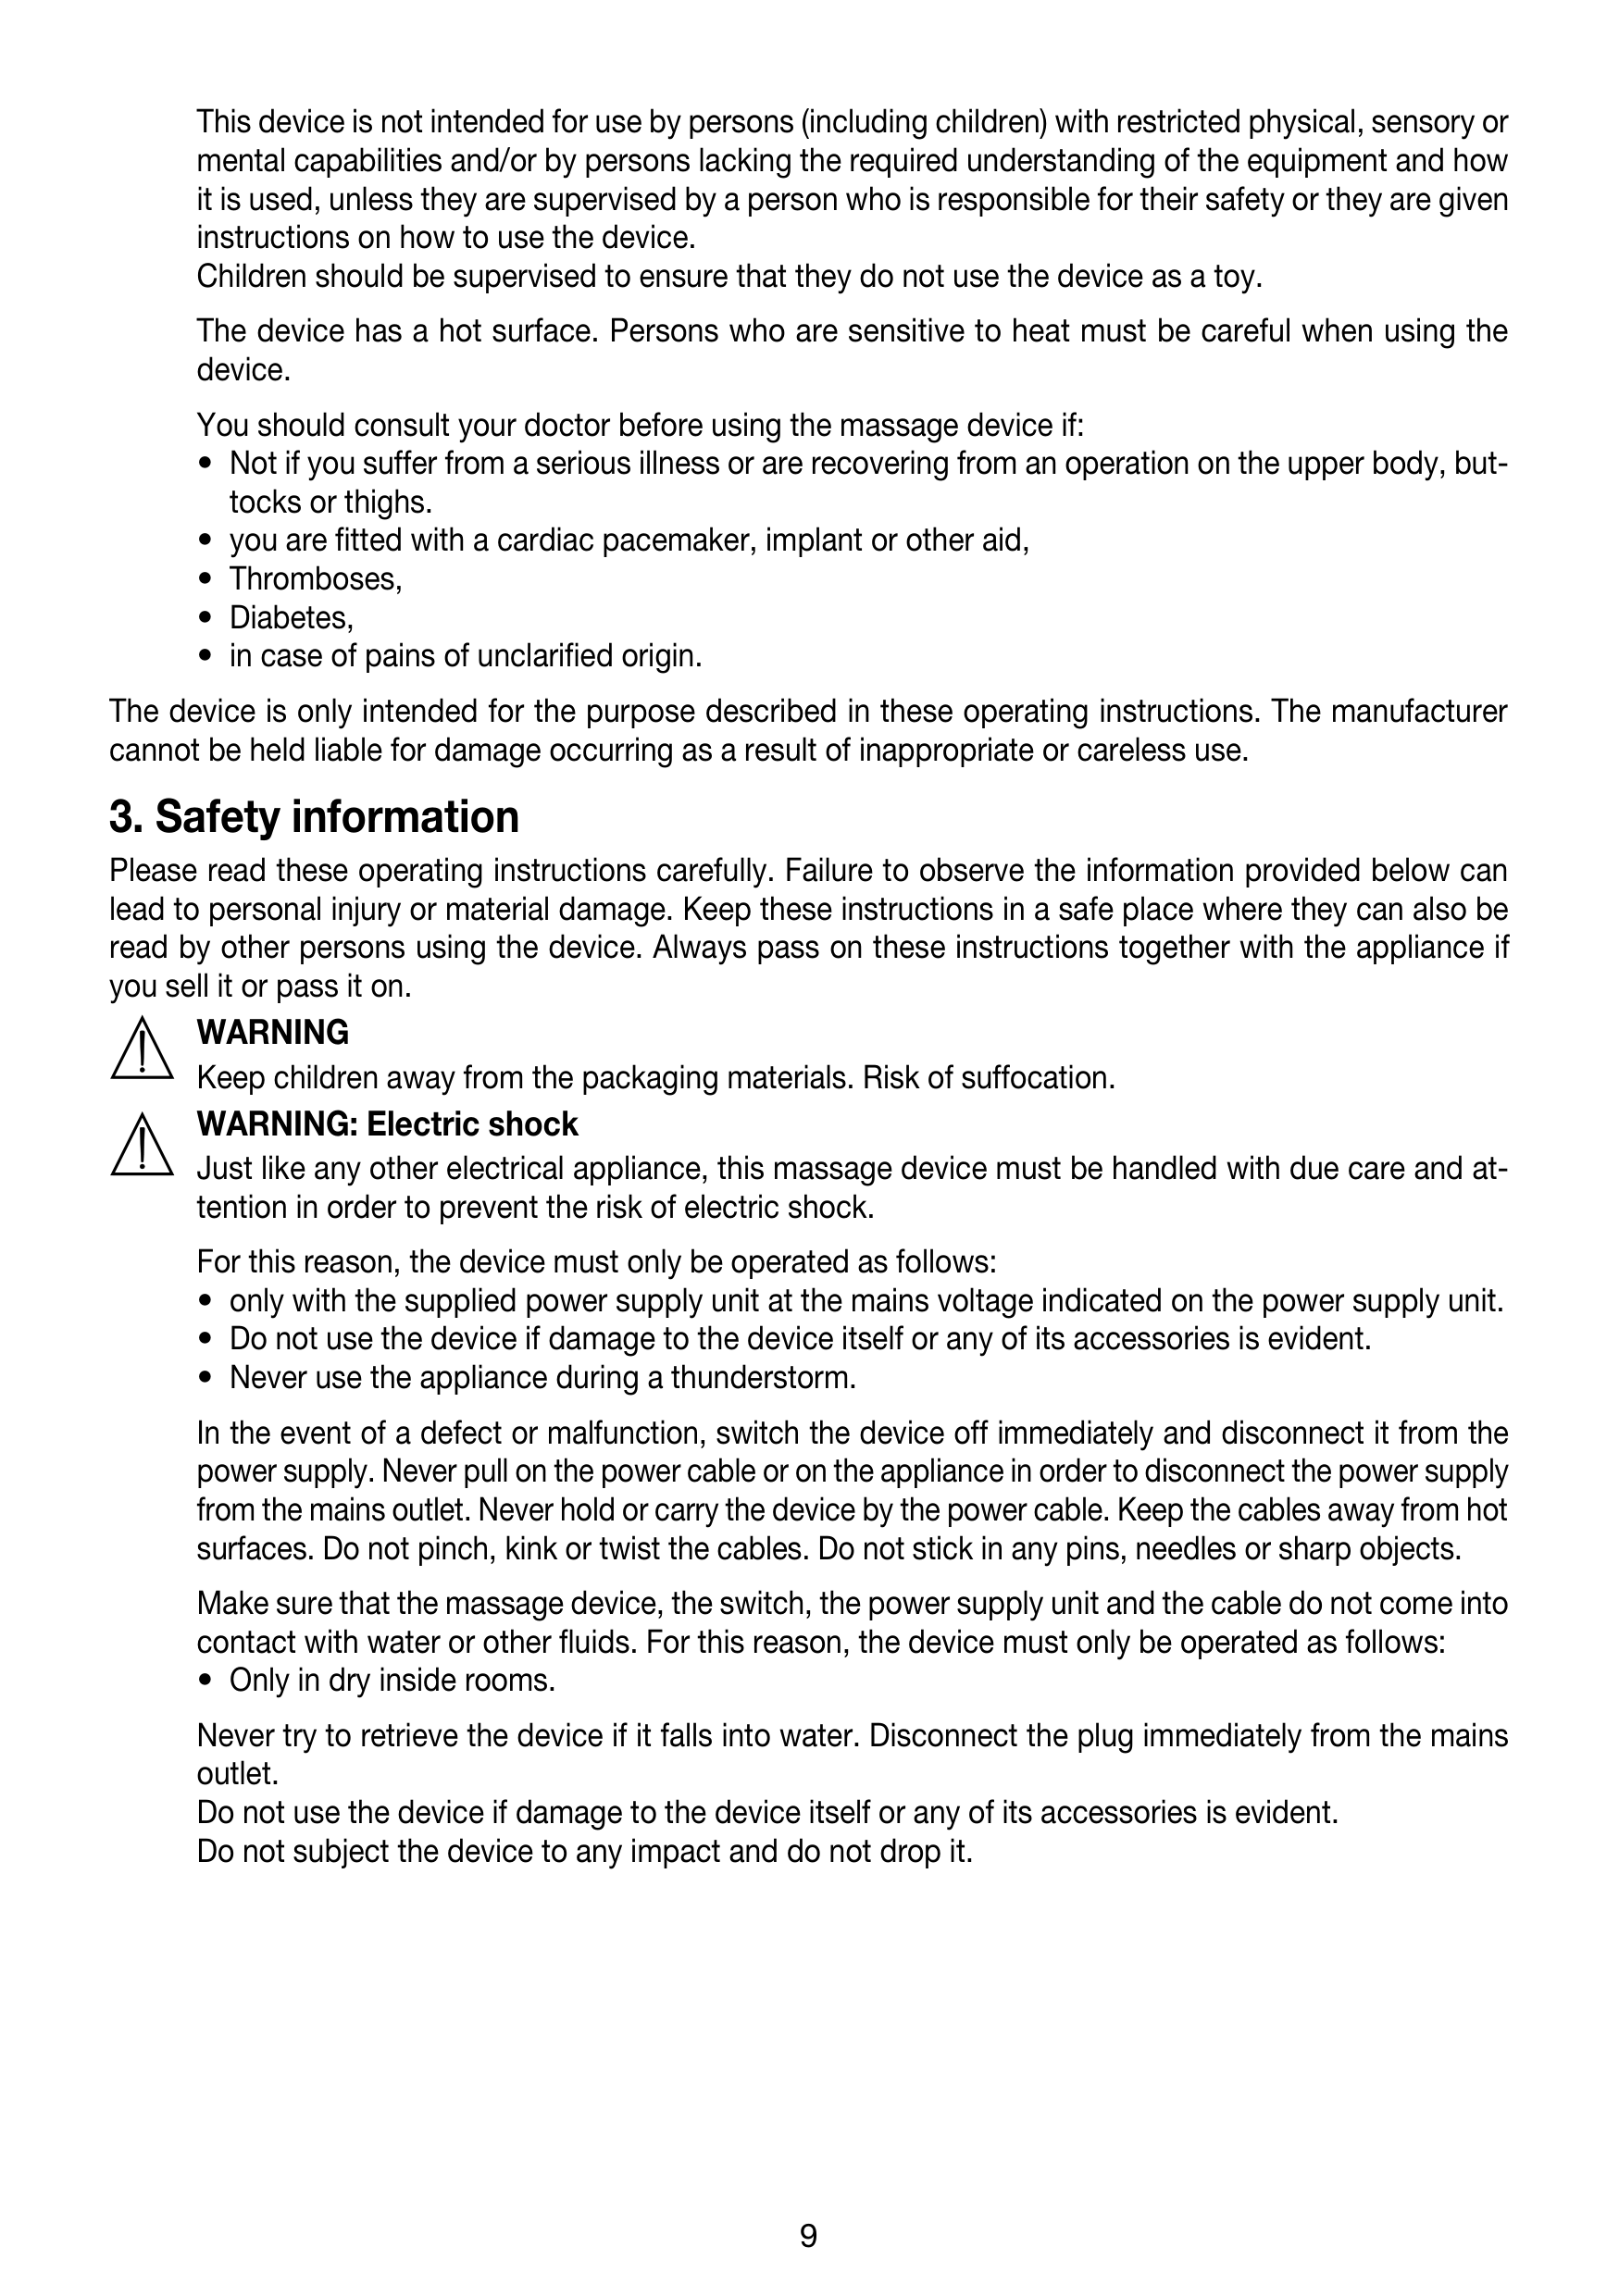 This device is not intended for use by persons (including children) with restricted physical, sensory or
mental capabilities and/or by persons lacking the required understanding of the equipment and how
it is used, unless they are supervised by a person who is responsible for their safety or they are given
instructions on how to use the device.
Children should be supervised to ensure that they do not use the device as a toy.
The device has a hot surface. Persons who are sensitive to heat must be careful when using the
device.
You should consult your doctor before using the massage device if:
• Not if you suffer from a serious illness or are recovering from an operation on the upper body, but-
tocks or thighs.
• you are fitted with a cardiac pacemaker, implant or other aid,
• Thromboses,
• Diabetes,
• in case of pains of unclarified origin.
The device is only intended for the purpose described in these operating instructions. The manufacturer
cannot be held liable for damage occurring as a result of inappropriate or careless use.
3. Safety information
Please read these operating instructions carefully. Failure to observe the information provided below can
lead to personal injury or material damage. Keep these instructions in a safe place where they can also be
read by other persons using the device. Always pass on these instructions together with the appliance if
you sell it or pass it on.
WARNING
Keep children away from the packaging materials. Risk of suffocation.
WARNING: Electric shock
Just like any other electrical appliance, this massage device must be handled with due care and at-
tention in order to prevent the risk of electric shock.
For this reason, the device must only be operated as follows:
• only with the supplied power supply unit at the mains voltage indicated on the power supply unit.
• Do not use the device if damage to the device itself or any of its accessories is evident.
• Never use the appliance during a thunderstorm.
In the event of a defect or malfunction, switch the device off immediately and disconnect it from the
power supply. Never pull on the power cable or on the appliance in order to disconnect the power supply
from the mains outlet. Never hold or carry the device by the power cable. Keep the cables away from hot
surfaces. Do not pinch, kink or twist the cables. Do not stick in any pins, needles or sharp objects.
Make sure that the massage device, the switch, the power supply unit and the cable do not come into
contact with water or other fluids. For this reason, the device must only be operated as follows:
• Only in dry inside rooms.
Never try to retrieve the device if it falls into water. Disconnect the plug immediately from the mains
outlet.
Do not use the device if damage to the device itself or any of its accessories is evident.
Do not subject the device to any impact and do not drop it.
9